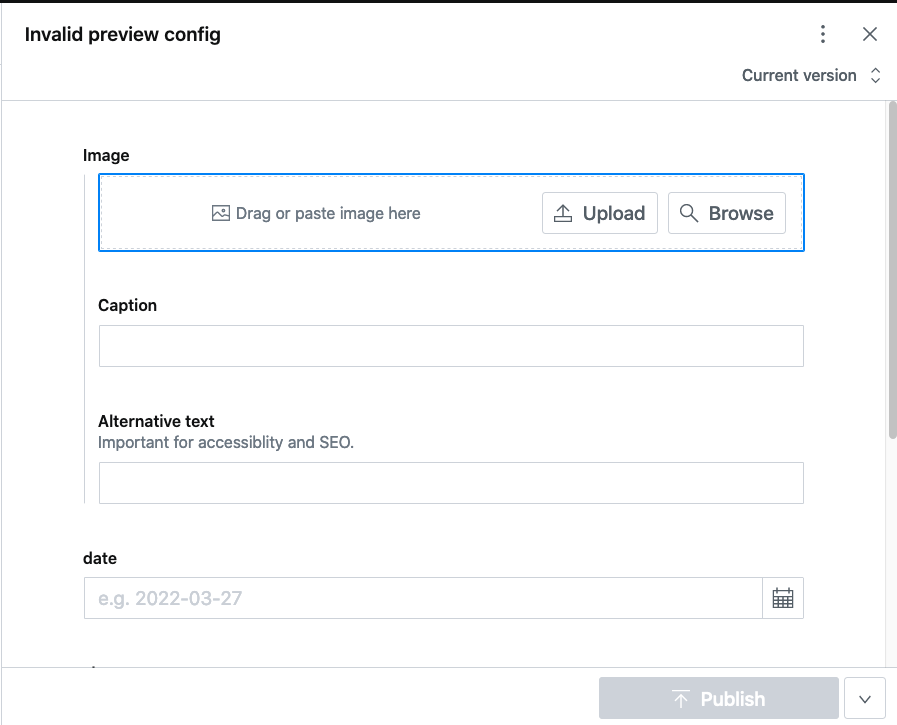 Invalid preview config
Current version
Image
Drag or paste image here
Upload
Browse
Caption
Alternative text
Important for accessiblity and SEO.
date
e.g. 2022-03-27
Publish